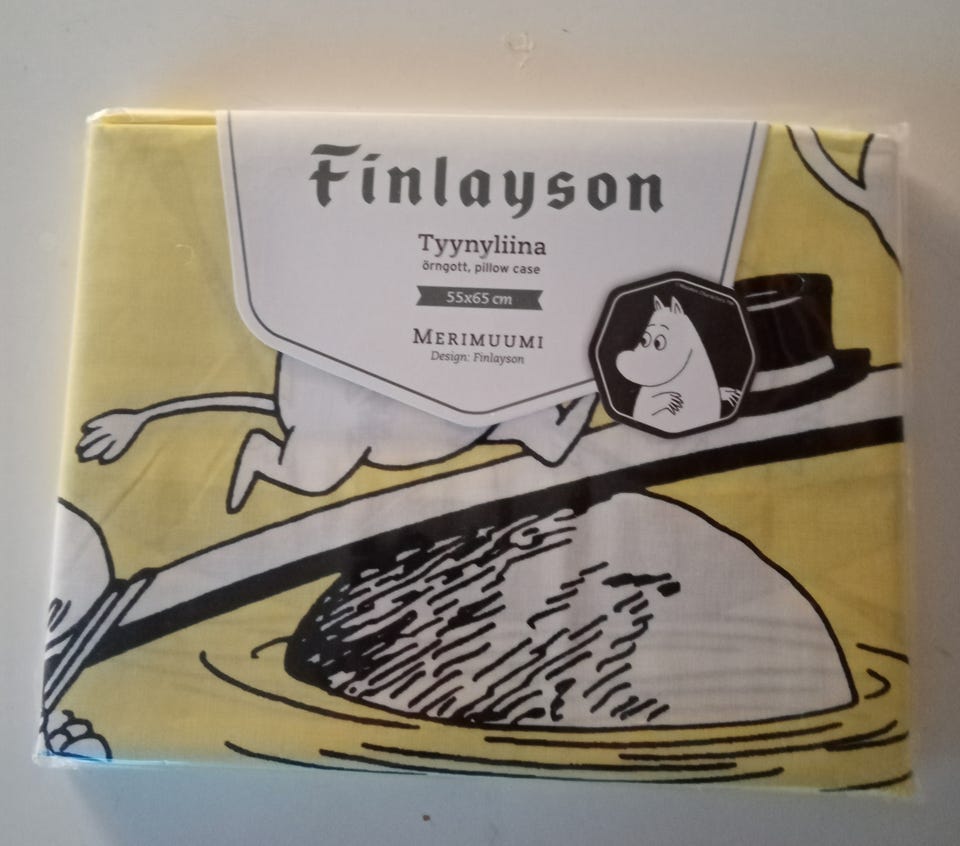 Finlayson
Tyynyliina
örngott, pillow case
55x65 cm
MERIMUUMI
Design: Finlayson